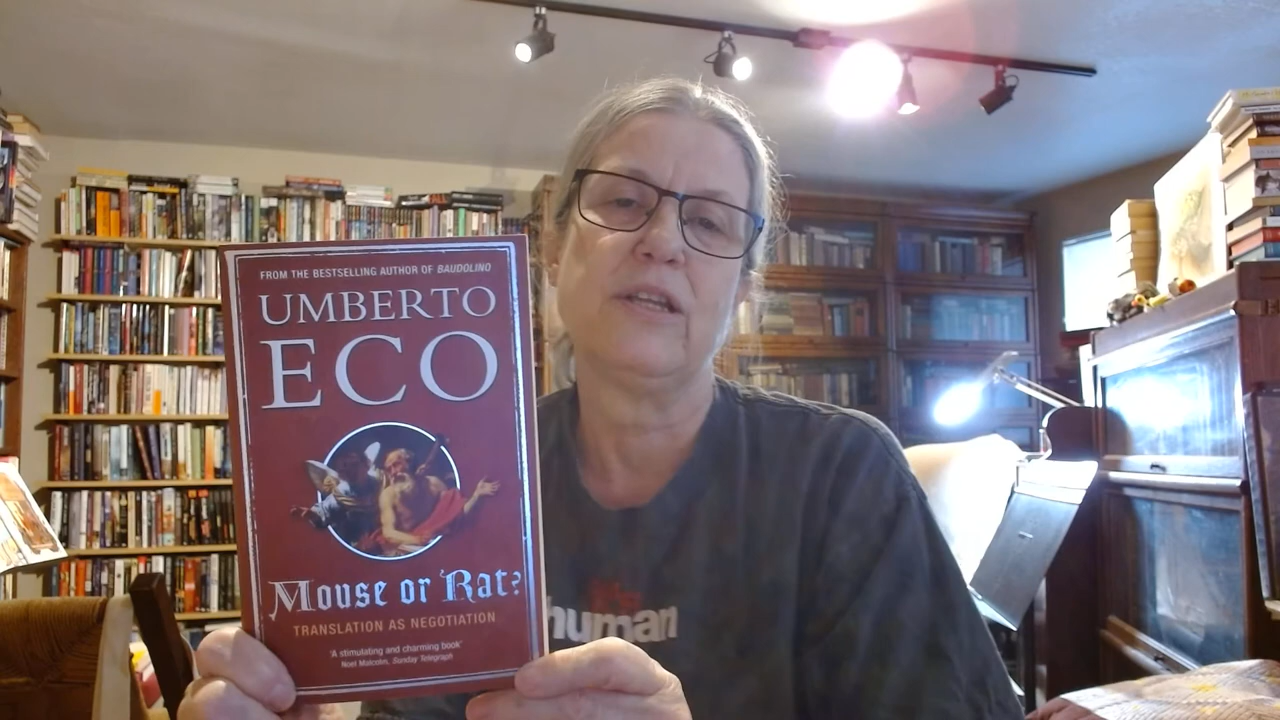 FROM THE BESTSELLING AUTHOR OF BAUDOLINO
UMBERTO
ECO
Mouse or Rat?
TRANSLATION AS NEGOTIATION
'A stimulating and charming book'
Noel Malcolm, Sunday Telegraph
human